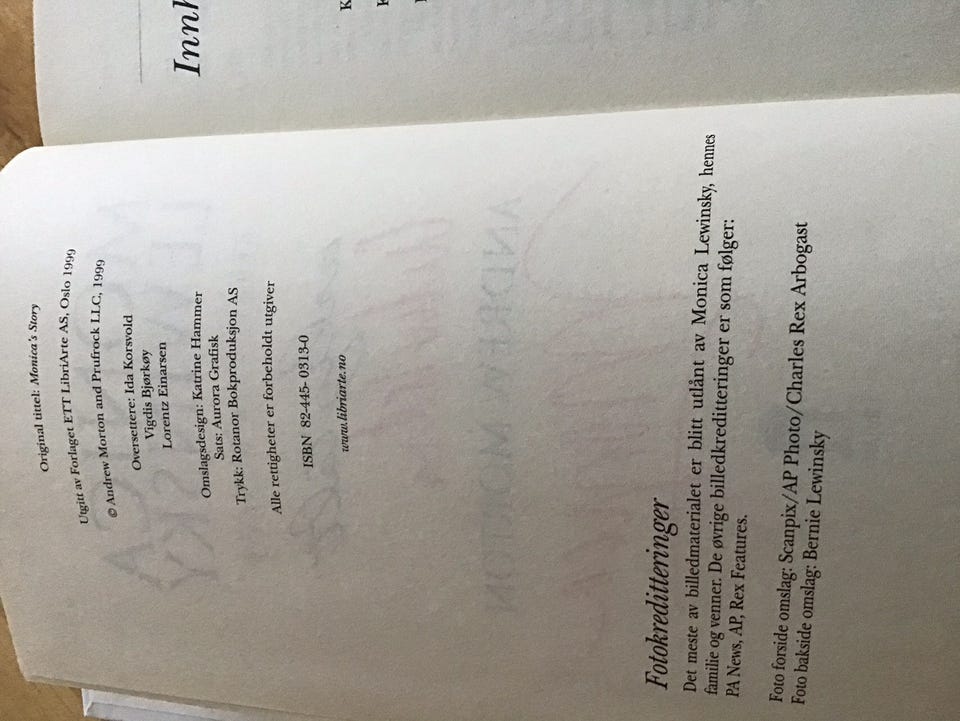 Original tittel: Monica's Story
Utgitt av Forlaget ETT LibriArte AS, Oslo 1999
© Andrew Morton and Prufrock LLC, 1999
Oversettere: Ida Korsvold
Vigdis Bjørkøy
Lorentz Einarsen
Omslagsdesign: Katrine Hammer
Sats: Aurora Grafisk
Trykk: Rotanor Bokproduksjon AS
Alle rettigheter er forbeholdt utgiver
ISBN 82-445- 0313-0
www.libriarte.no
Fotokreditteringer
Det meste av billedmaterialet er blitt utlånt av Monica Lewinsky, hennes
familie og venner. De øvrige billedkreditteringer er som følger:
PA News, AP, Rex Features.
Foto forside omslag: Scanpix/AP Photo/Charles Rex Arbogast
Foto bakside omslag: Bernie Lewinsky